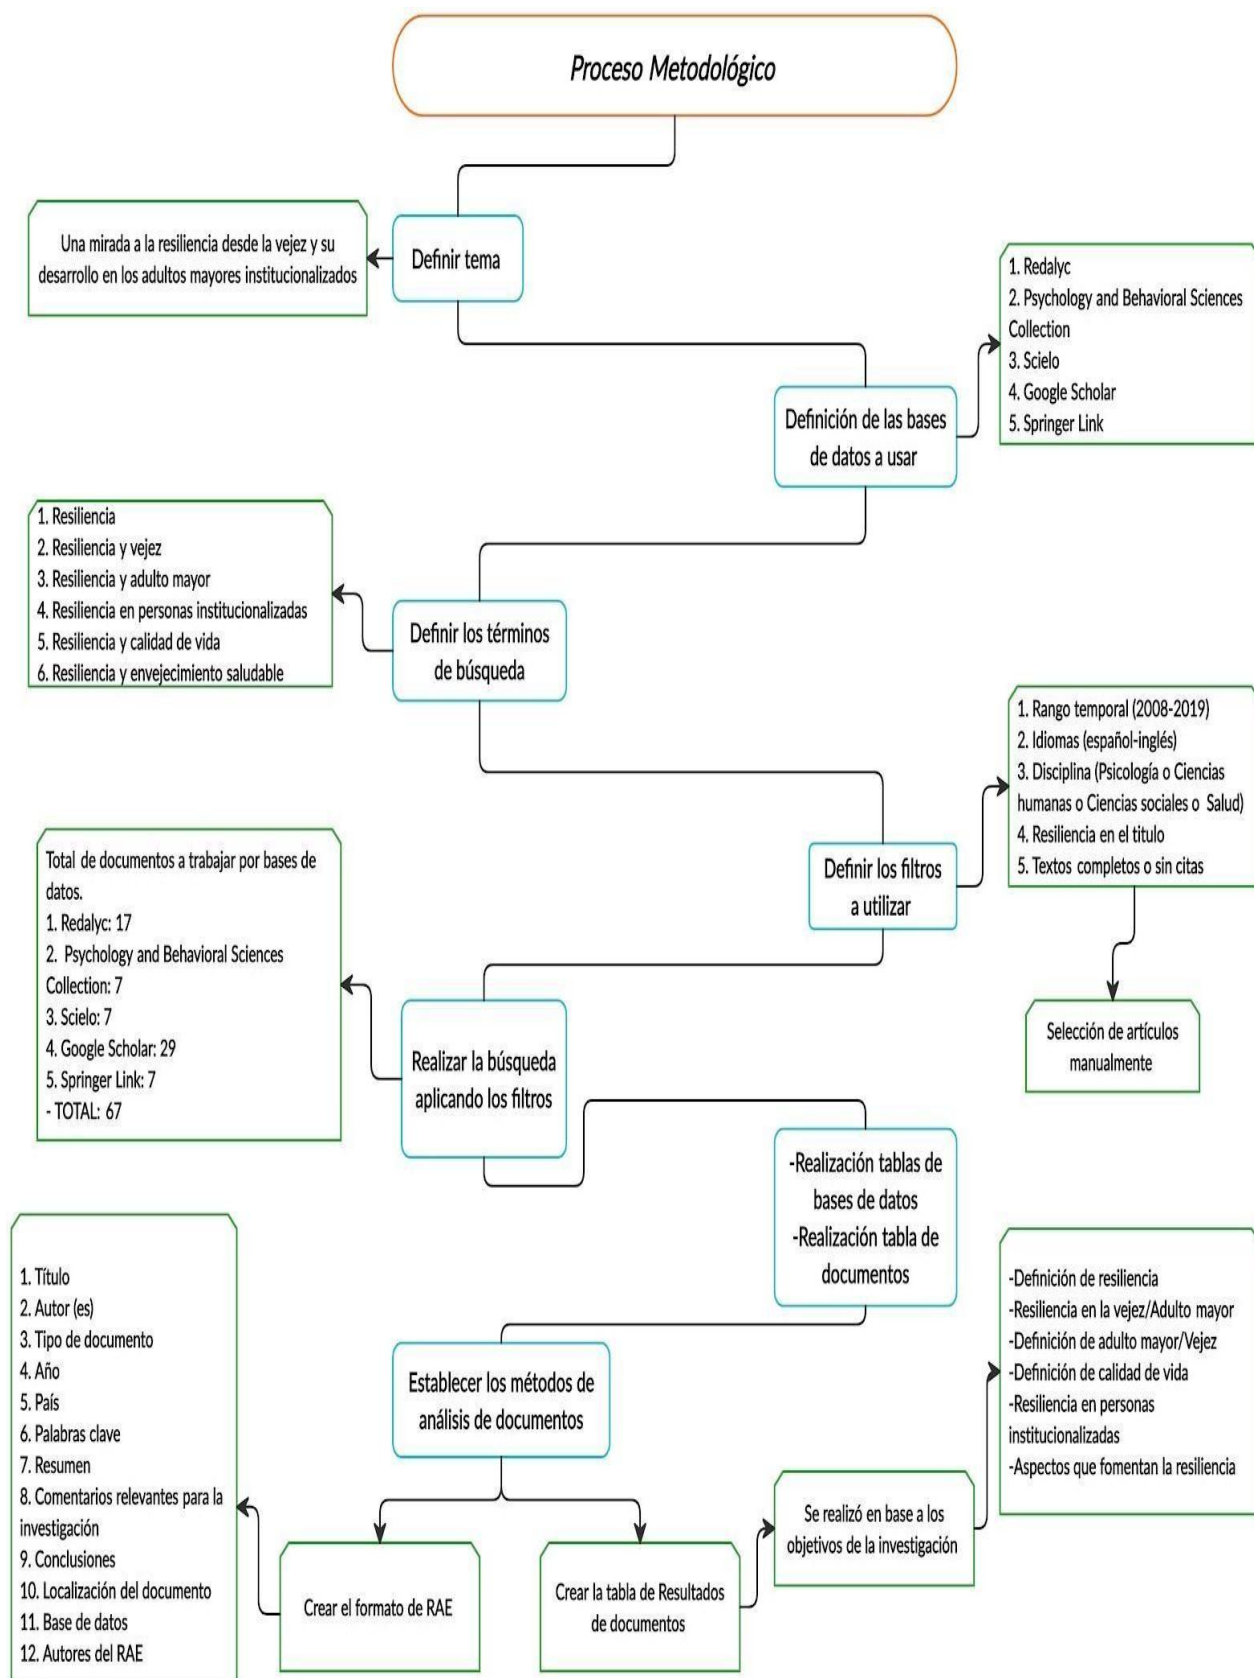 Proceso Metodológico
Una mirada a la resiliencia desde la vejez y su
desarrollo en los adultos mayores institucionalizados
Definir tema
1. Redalyc
2. Psychology and Behavioral Sciences
Collection
3. Scielo
4. Google Scholar
5. Springer Link
Definición de las bases
de datos a usar
1. Resiliencia
2. Resiliencia y vejez
3. Resiliencia y adulto mayor
4. Resiliencia en personas institucionalizadas
5. Resiliencia y calidad de vida
6. Resiliencia y envejecimiento saludable
Definir los términos
de búsqueda
1. Rango temporal (2008-2019)
2. Idiomas (español-inglés)
3. Disciplina (Psicología o Ciencias
humanas o Ciencias sociales o Salud)
4. Resiliencia en el titulo
5. Textos completos o sin citas
Definir los filtros
a utilizar
Selección de artículos
manualmente
Total de documentos a trabajar por bases de
datos.
1. Redalyc: 17
2. Psychology and Behavioral Sciences
Collection: 7
3. Scielo: 7
4. Google Scholar: 29
5. Springer Link: 7
- TOTAL: 67
Realizar la búsqueda
aplicando los filtros
-Realización tablas de
bases de datos
-Realización tabla de
documentos
Establecer los métodos de
análisis de documentos
1. Título
2. Autor (es)
3. Tipo de documento
4. Año
5. País
6. Palabras clave
7. Resumen
8. Comentarios relevantes para la
investigación
9. Conclusiones
10. Localización del documento
11. Base de datos
12. Autores del RAE
Crear el formato de RAE
Crear la tabla de Resultados
de documentos
Se realizó en base a los
objetivos de la investigación
-Definición de resiliencia
-Resiliencia en la vejez/Adulto mayor
-Definición de adulto mayor/Vejez
-Definición de calidad de vida
-Resiliencia en personas
institucionalizadas
-Aspectos que fomentan la resiliencia